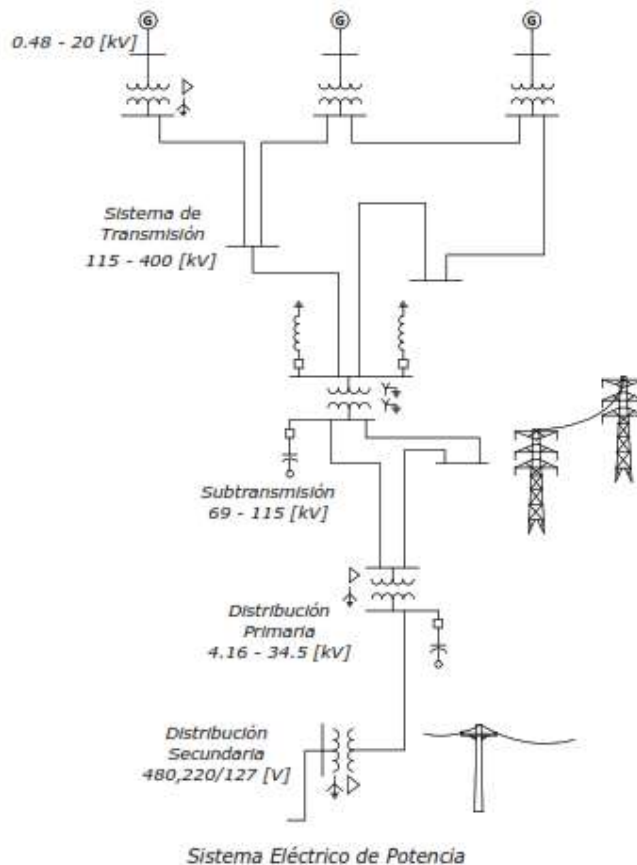 G
G
G
0.48 - 20 [kV]
Sistema de
Transmisión
115 - 400 [kV]
Subtransmisión
69 - 115 [kV]
Distribución
Primaria
4.16 - 34.5 [kV]
Distribución
Secundaria
480,220/127 [V]
Sistema Eléctrico de Potencia